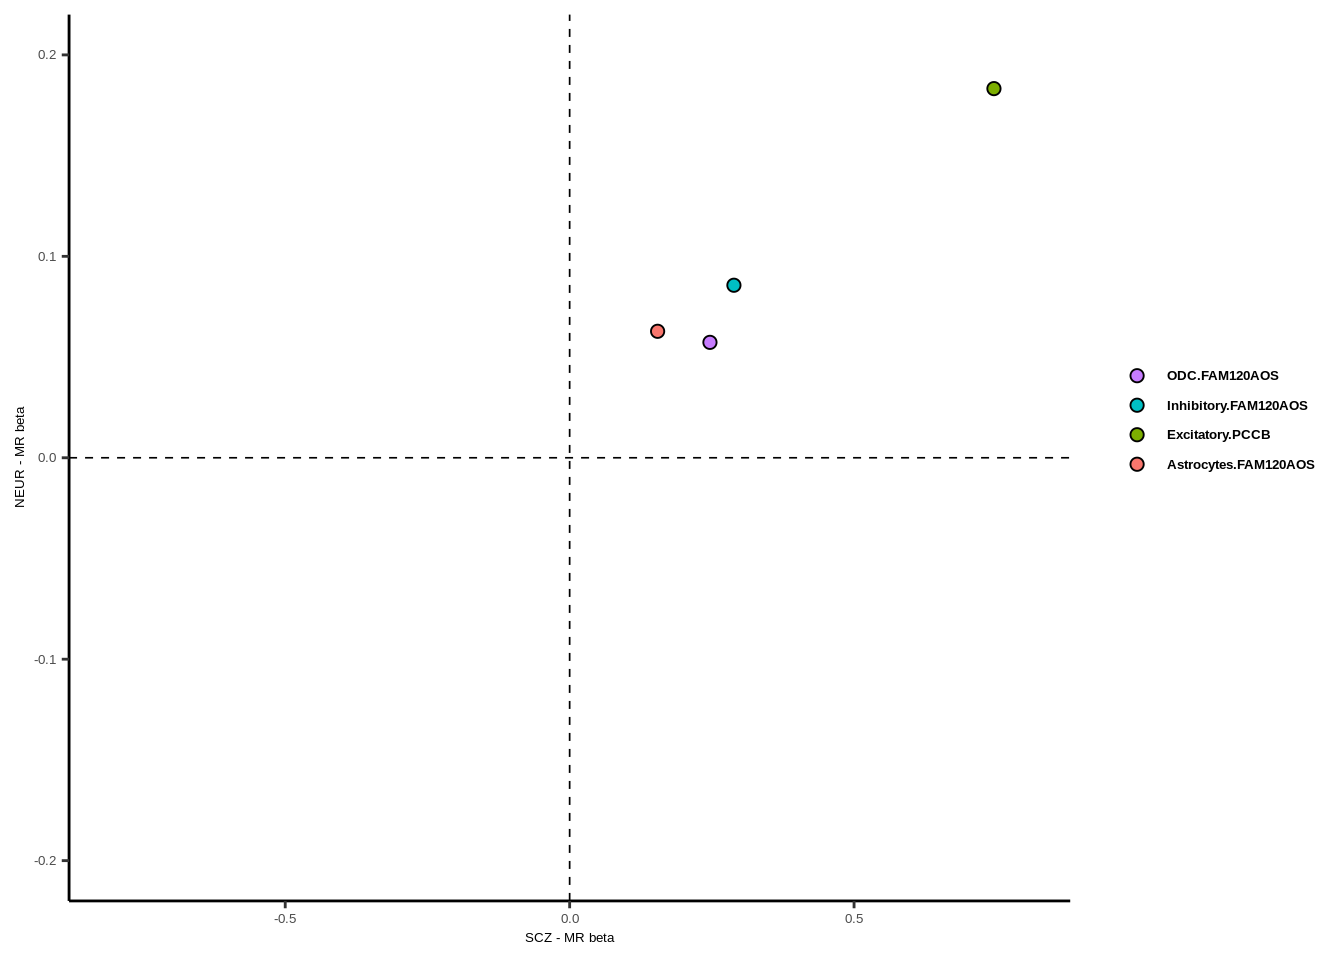 0.2
0.1
0.0
-0.1
-0.2
NEUR - MR beta
-0.5
0.0
0.5
SCZ - MR beta
ODC.FAM120AOS
Inhibitory.FAM120AOS
Excitatory.PCCB
Astrocytes.FAM120AOS